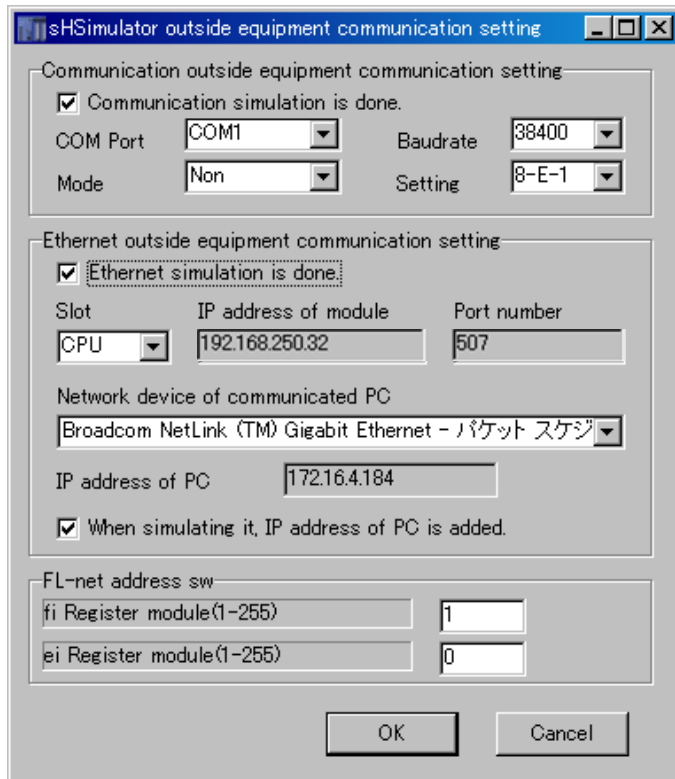 sHSimulator outside equipment communication setting
Communication outside equipment communication setting
Communication simulation is done.
COM Port COM1 Baudrate 38400
Mode Non Setting 8-E-1
Ethernet outside equipment communication setting
Ethernet simulation is done.
Slot IP address of module Port number
CPU 192.168.250.32 507
Network device of communicated PC
Broadcom NetLink (TM) Gigabit Ethernet - パケット スケジ
IP address of PC 172.16.4.184
When simulating it, IP address of PC is added.
FL-net address sw
fi Register module(1-255) 1
ei Register module(1-255) 0
OK Cancel